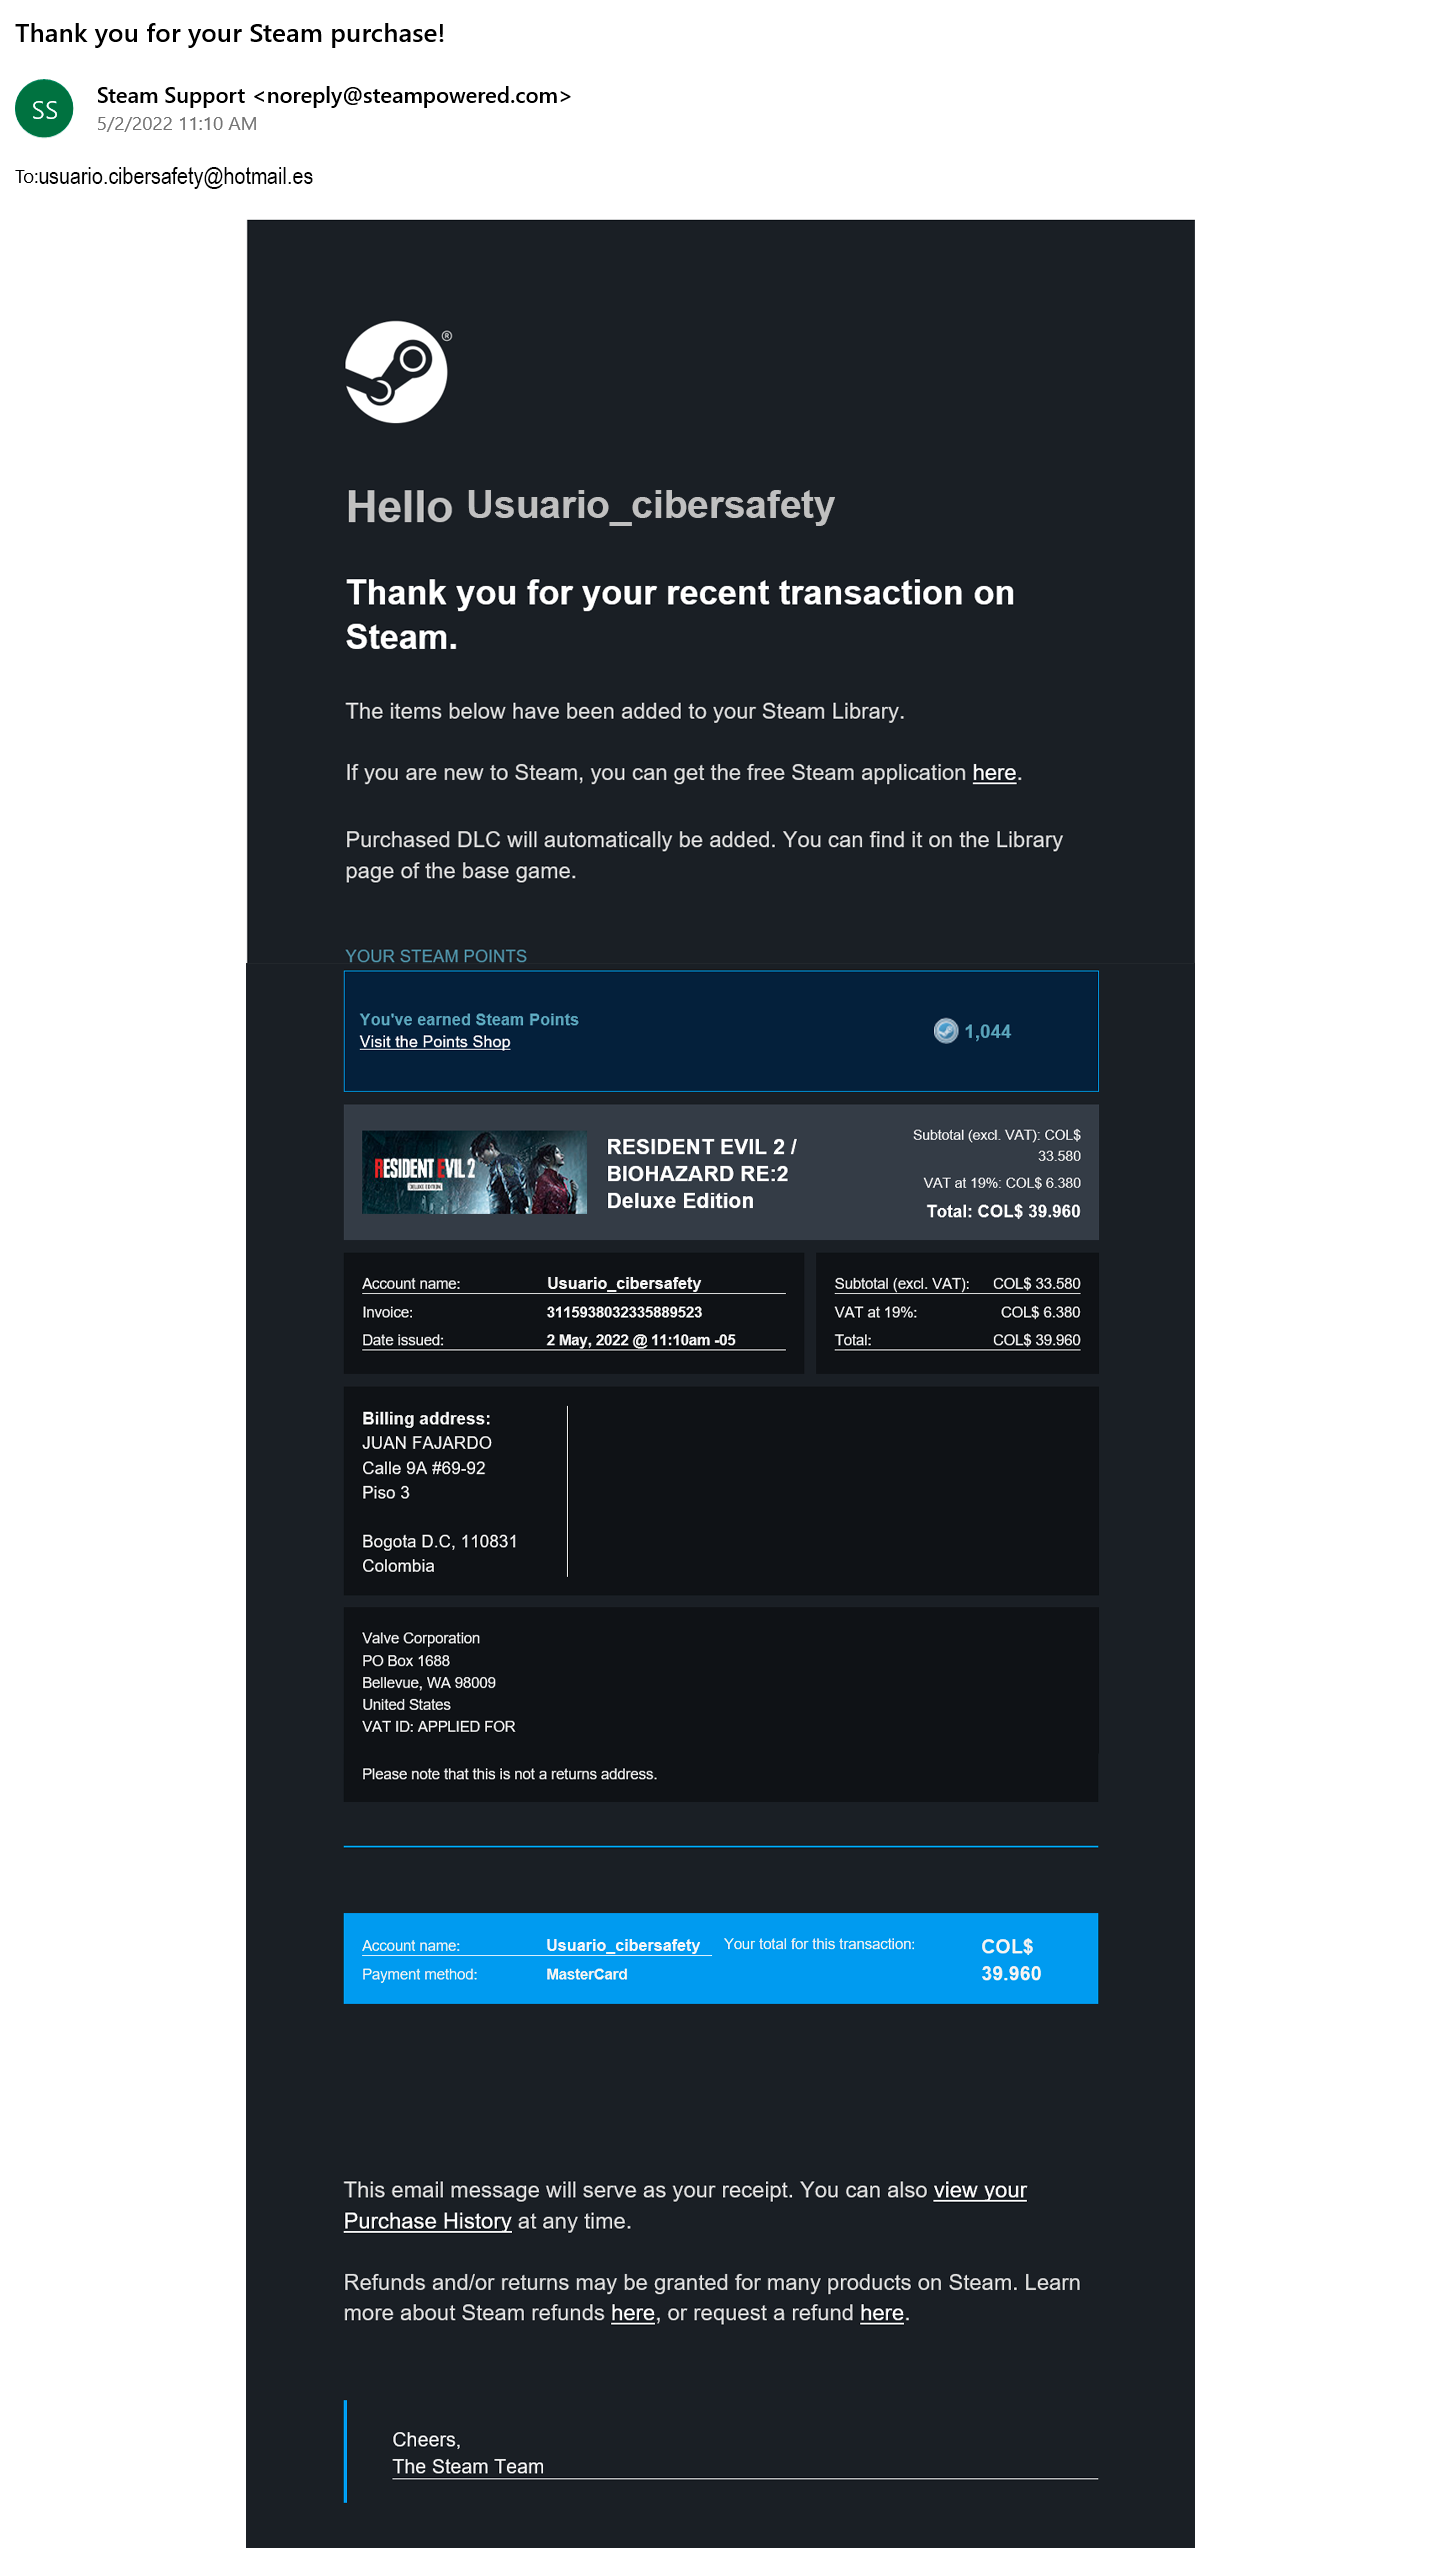 Thank you for your Steam purchase!
SS
Steam Support <noreply@steampowered.com>
5/2/2022 11:10 AM
To:usuario.cibersafety@hotmail.es
®
Hello Usuario_cibersafety
Thank you for your recent transaction on
Steam.
The items below have been added to your Steam Library.
If you are new to Steam, you can get the free Steam application here.
Purchased DLC will automatically be added. You can find it on the Library
page of the base game.
YOUR STEAM POINTS
You've earned Steam Points
Visit the Points Shop
1,044
RESIDENT EVIL 2
DELUXE EDITION
RESIDENT EVIL 2 /
BIOHAZARD RE:2
Deluxe Edition
Subtotal (excl. VAT): COL$
33.580
VAT at 19%: COL$ 6.380
Total: COL$ 39.960
Account name: Usuario_cibersafety
Invoice: 3115938032335889523
Date issued: 2 May, 2022 @ 11:10am -05
Subtotal (excl. VAT): COL$ 33.580
VAT at 19%: COL$ 6.380
Total: COL$ 39.960
Billing address:
JUAN FAJARDO
Calle 9A #69-92
Piso 3
Bogota D.C, 110831
Colombia
Valve Corporation
PO Box 1688
Bellevue, WA 98009
United States
VAT ID: APPLIED FOR
Please note that this is not a returns address.
Account name: Usuario_cibersafety
Payment method: MasterCard
Your total for this transaction:
COL$
39.960
This email message will serve as your receipt. You can also view your
Purchase History at any time.
Refunds and/or returns may be granted for many products on Steam. Learn
more about Steam refunds here, or request a refund here.
Cheers,
The Steam Team